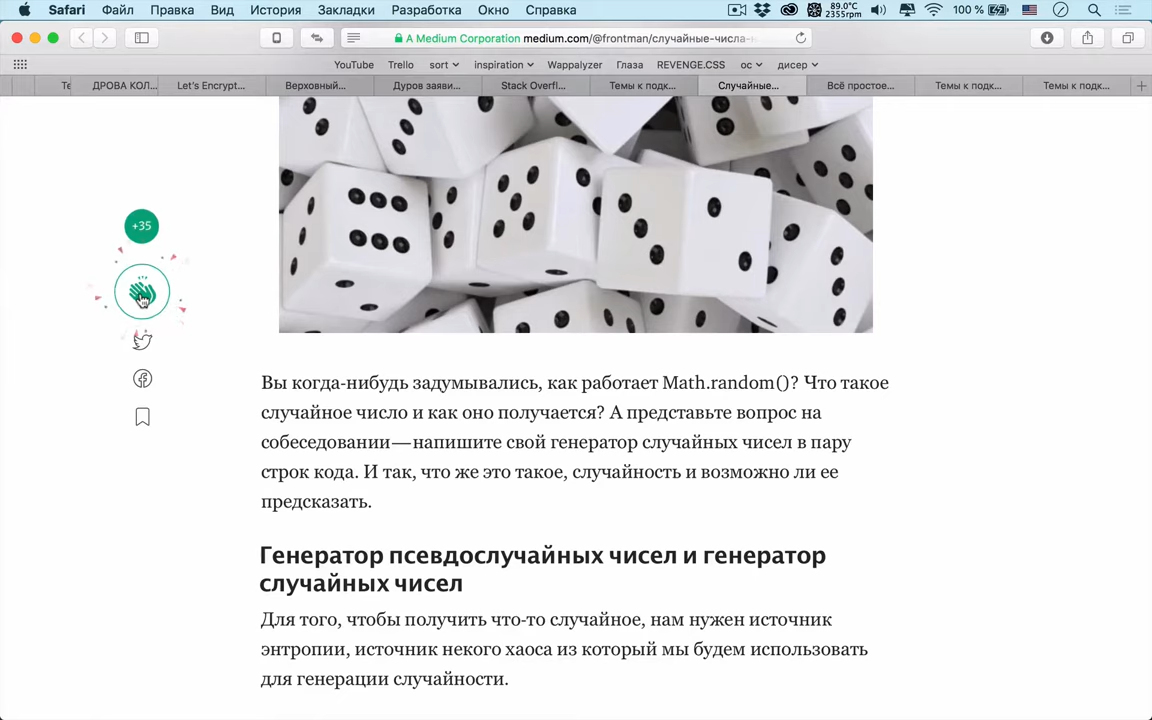 Safari Файл Правка Вид История Закладки Разработка Окно Справка 89.0°C 2355rpm 100 %
A Medium Corporation medium.com/@frontman/случайные-числа-
YouTube Trello sort inspiration Wappalyzer Глаза REVENGE.CSS ос дисер
Те ДРОВА КОЛ... Let's Encrypt... Верховный... Дуров заяви... Stack Overfl... Темы к подк... Случайные... Всё простое... Темы к подк... Темы к подк...
+35
Вы когда-нибудь задумывались, как работает Math.random()? Что такое
случайное число и как оно получается? А представьте вопрос на
собеседовании — напишите свой генератор случайных чисел в пару
строк кода. И так, что же это такое, случайность и возможно ли ее
предсказать.
Генератор псевдослучайных чисел и генератор
случайных чисел
Для того, чтобы получить что-то случайное, нам нужен источник
энтропии, источник некого хаоса из который мы будем использовать
для генерации случайности.